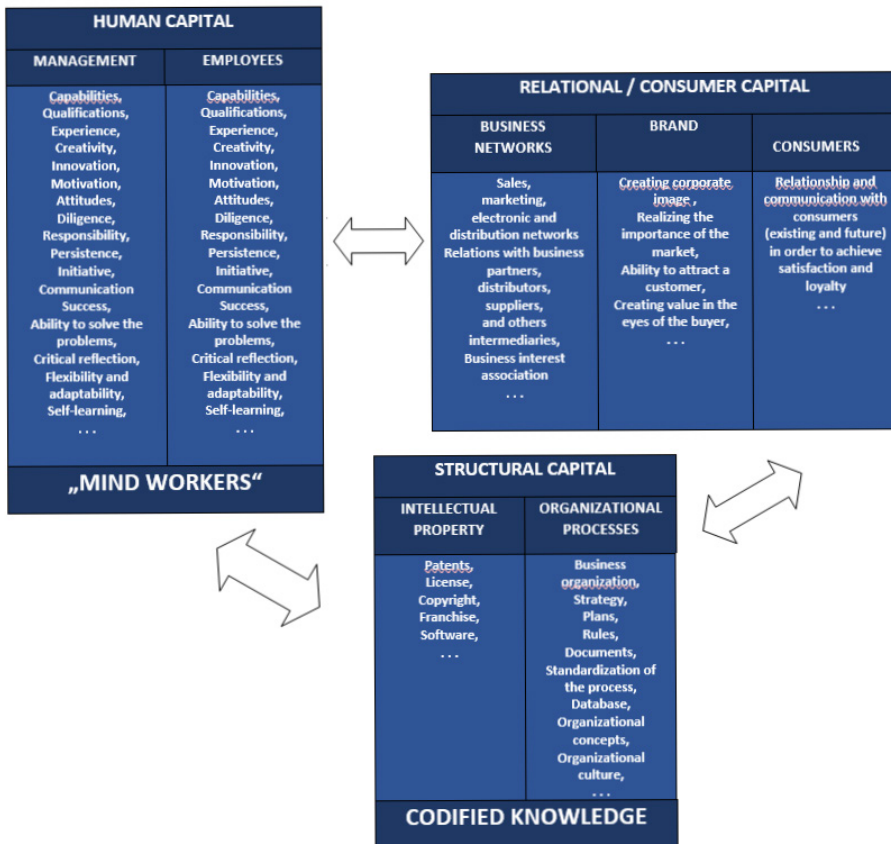 HUMAN CAPITAL
MANAGEMENT
Capabilities,
Qualifications,
Experience,
Creativity,
Innovation,
Motivation,
Attitudes,
Diligence,
Responsibility,
Persistence,
Initiative,
Communication
Success,
Ability to solve the
problems,
Critical reflection,
Flexibility and
adaptability,
Self-learning,
. . .
EMPLOYEES
Capabilities,
Qualifications,
Experience,
Creativity,
Innovation,
Motivation,
Attitudes,
Diligence,
Responsibility,
Persistence,
Initiative,
Communication
Success,
Ability to solve the
problems,
Critical reflection,
Flexibility and
adaptability,
Self-learning,
. . .
„MIND WORKERS“
RELATIONAL / CONSUMER CAPITAL
BUSINESS
NETWORKS
Sales,
marketing,
electronic and
distribution networks
Relations with business
partners,
distributors,
suppliers,
and others
intermediaries,
Business interest
association
. . .
BRAND
Creating corporate
image ,
Realizing the
importance of the
market,
Ability to attract a
customer,
Creating value in the
eyes of the buyer,
. . .
CONSUMERS
Relationship and
communication with
consumers
(existing and future)
in order to achieve
satisfaction and
loyalty
. . .
STRUCTURAL CAPITAL
INTELLECTUAL
PROPERTY
Patents,
License,
Copyright,
Franchise,
Software,
. . .
ORGANIZATIONAL
PROCESSES
Business
organization,
Strategy,
Plans,
Rules,
Documents,
Standardization of
the process,
Database,
Organizational
concepts,
Organizational
culture,
. . .
CODIFIED KNOWLEDGE